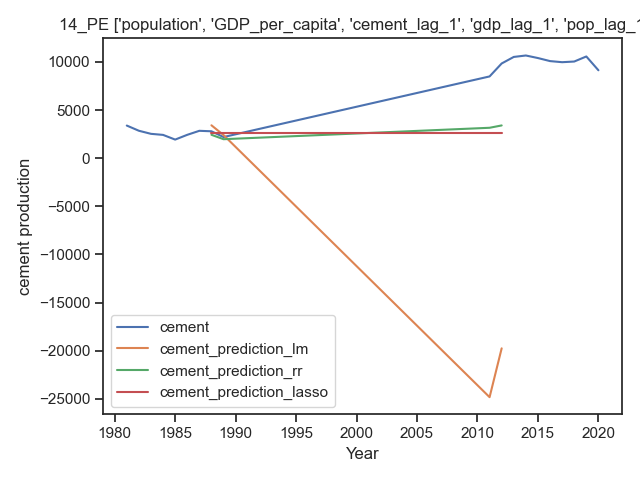 14_PE ['population', 'GDP_per_capita', 'cement_lag_1', 'gdp_lag_1', 'pop_lag_1
10000
5000
0
−5000
−10000
−15000
−20000
−25000
cement production
cement
cement_prediction_lm
cement_prediction_rr
cement_prediction_lasso
1980 1985 1990 1995 2000 2005 2010 2015 2020
Year